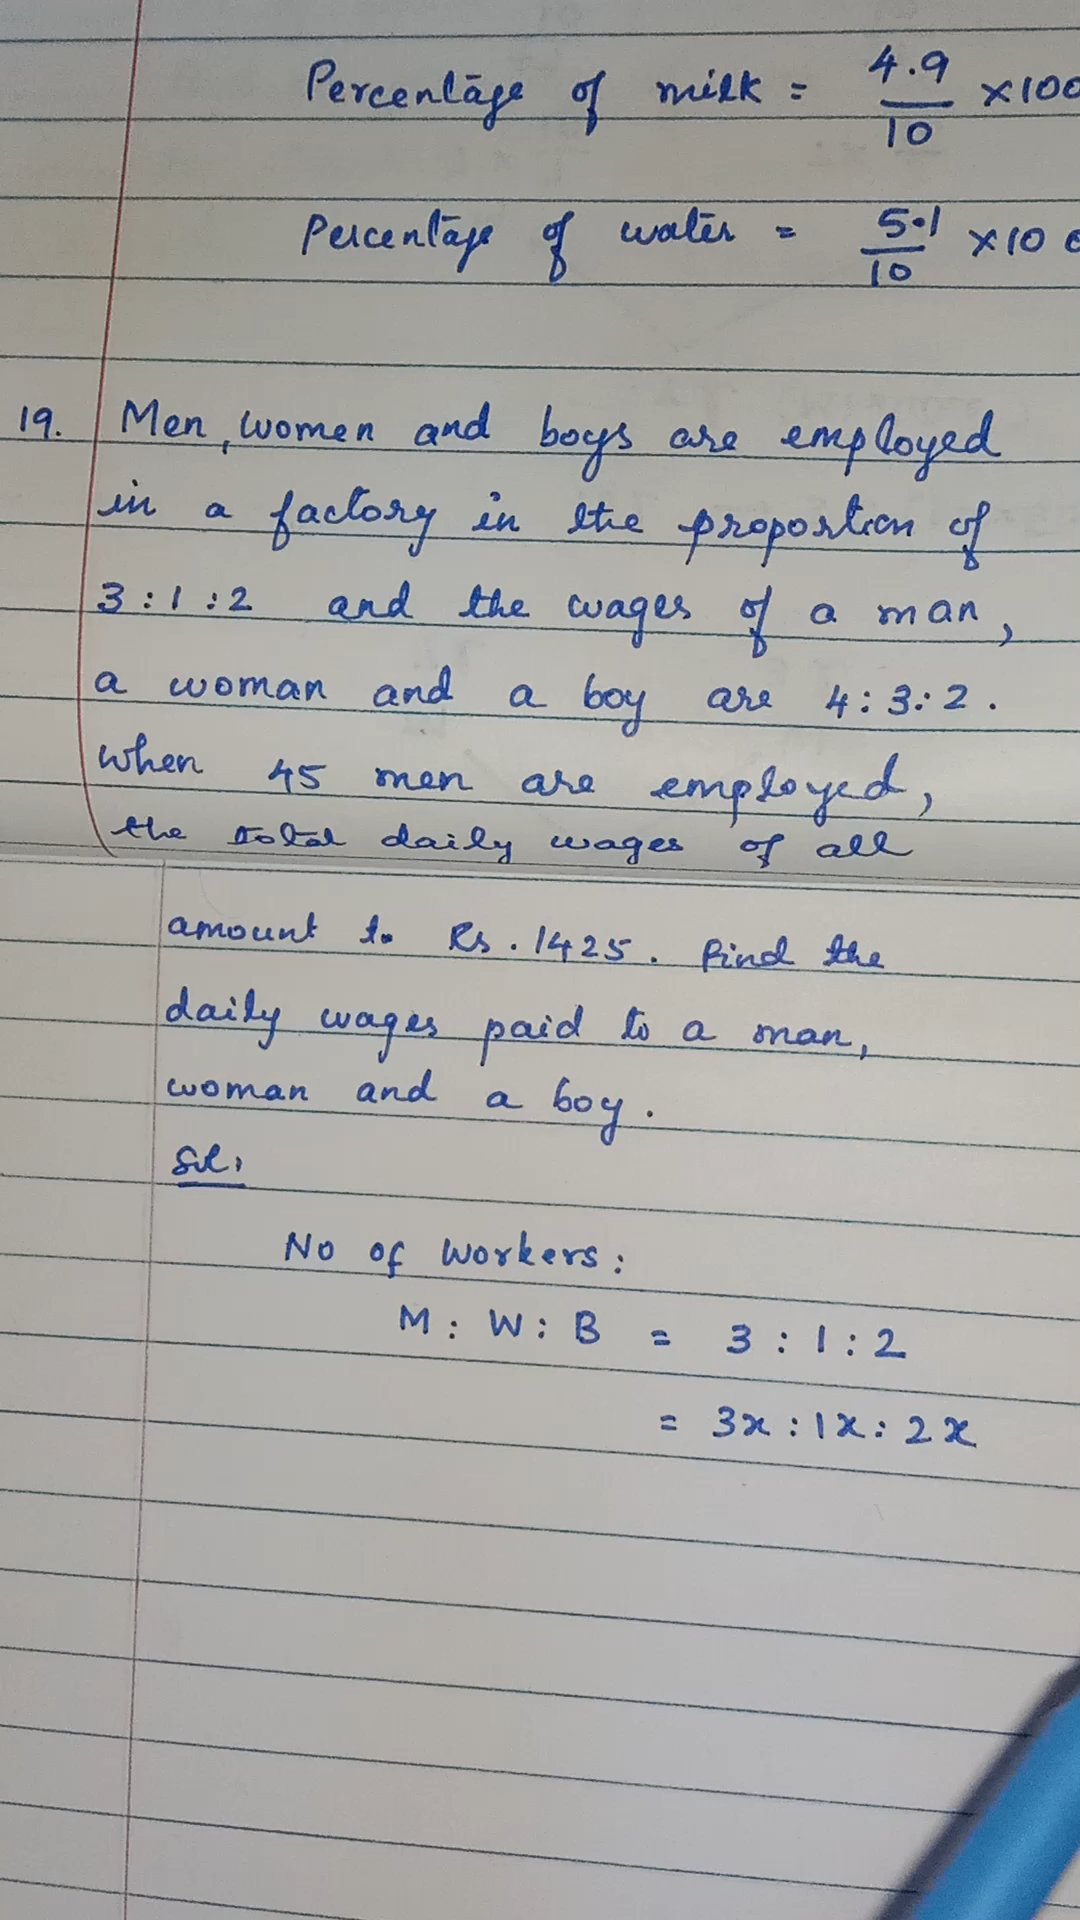 Percentage of milk = 4.9/10 ×100
Percentage of water = 5.1/10 ×10
19. Men, women and boys are employed
in a factory in the proportion of
3:1:2 and the wages of a man,
a woman and a boy are 4:3:2.
When 45 men are employed,
the total daily wages of all
amount to Rs. 1425. Find the
daily wages paid to a man,
woman and a boy.
Sol,
No of workers:
M : W : B = 3 : 1 : 2
= 3x : 1x : 2x